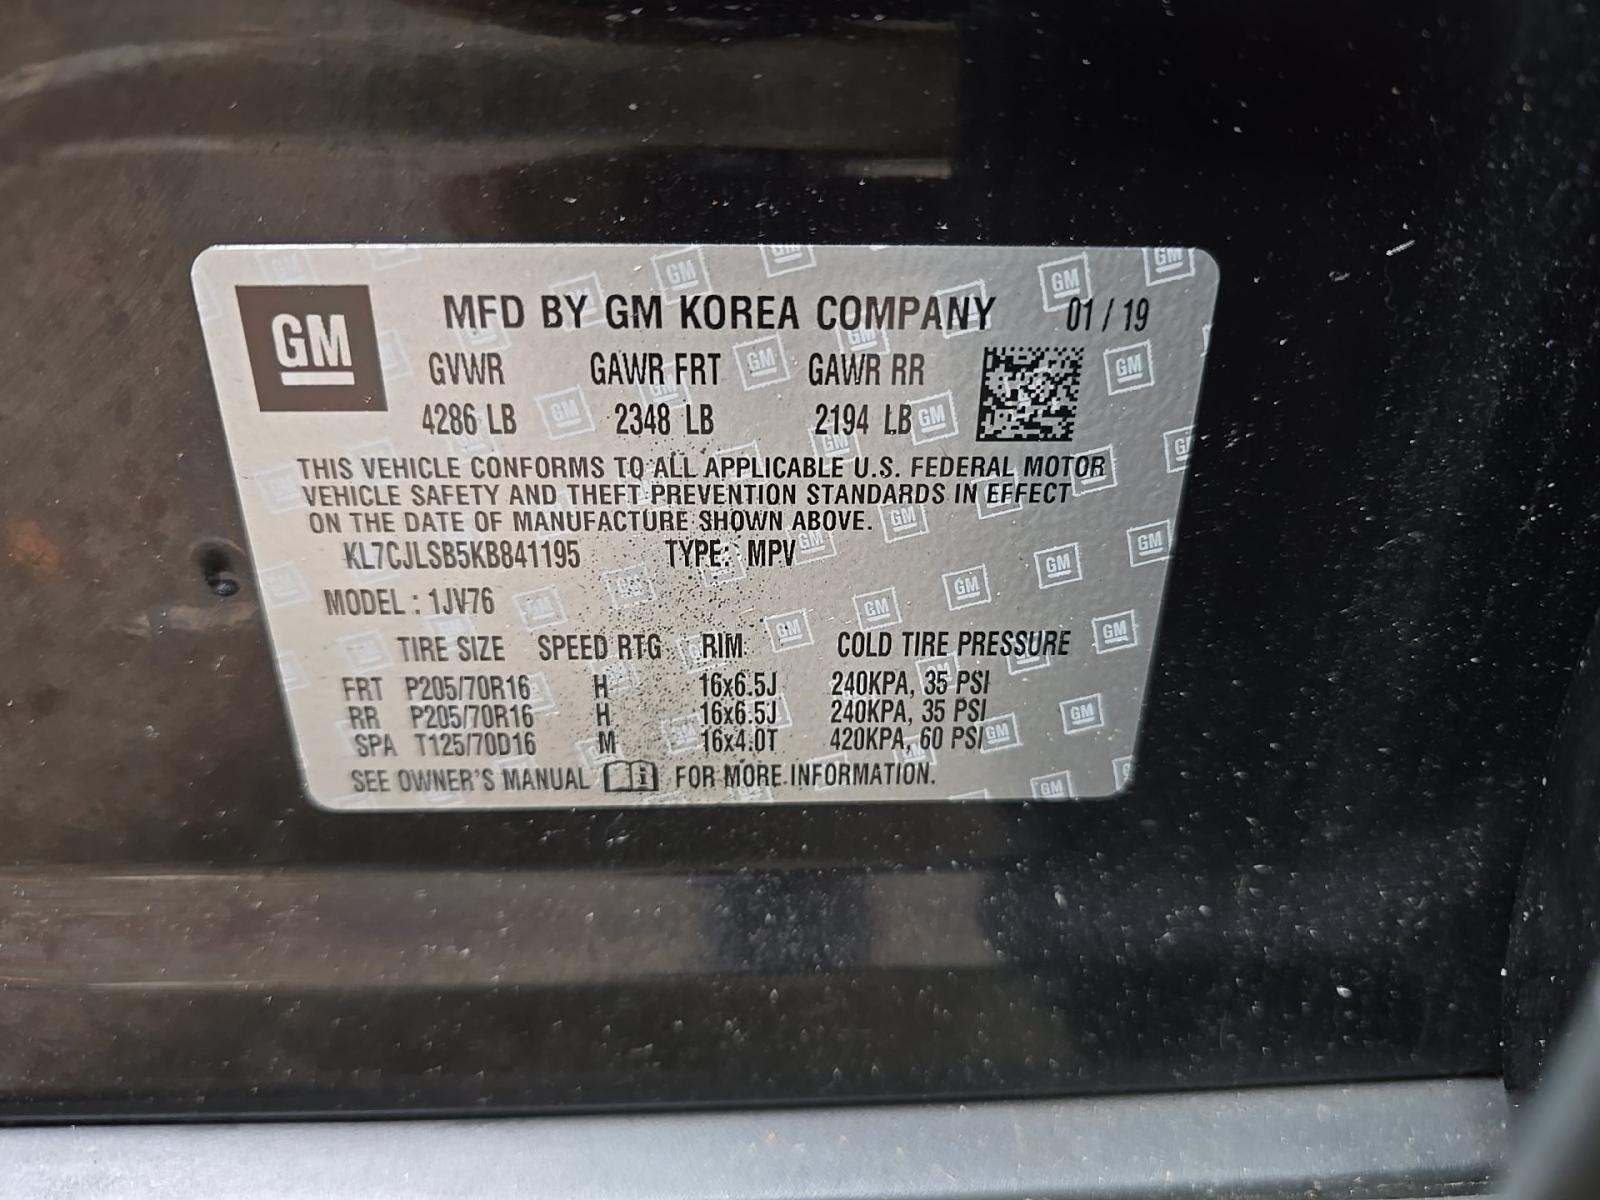 GM
MFD BY GM KOREA COMPANY 01 / 19
GVWR GAWR FRT GAWR RR
4286 LB 2348 LB 2194 LB
THIS VEHICLE CONFORMS TO ALL APPLICABLE U.S. FEDERAL MOTOR
VEHICLE SAFETY AND THEFT PREVENTION STANDARDS IN EFFECT
ON THE DATE OF MANUFACTURE SHOWN ABOVE.
KL7CJLSB5KB841195 TYPE: MPV
MODEL : 1JV76
TIRE SIZE SPEED RTG RIM COLD TIRE PRESSURE
FRT P205/70R16 H 16x6.5J 240KPA, 35 PSI
RR P205/70R16 H 16x6.5J 240KPA, 35 PSI
SPA T125/70D16 M 16x4.0T 420KPA, 60 PSI
SEE OWNER'S MANUAL FOR MORE INFORMATION.